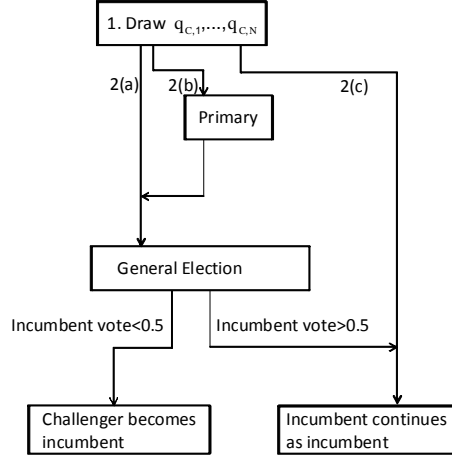 1. Draw q_{C,1},...,q_{C,N}
2(a)
2(b)
2(c)
Primary
General Election
Incumbent vote<0.5
Incumbent vote>0.5
Challenger becomes
incumbent
Incumbent continues
as incumbent